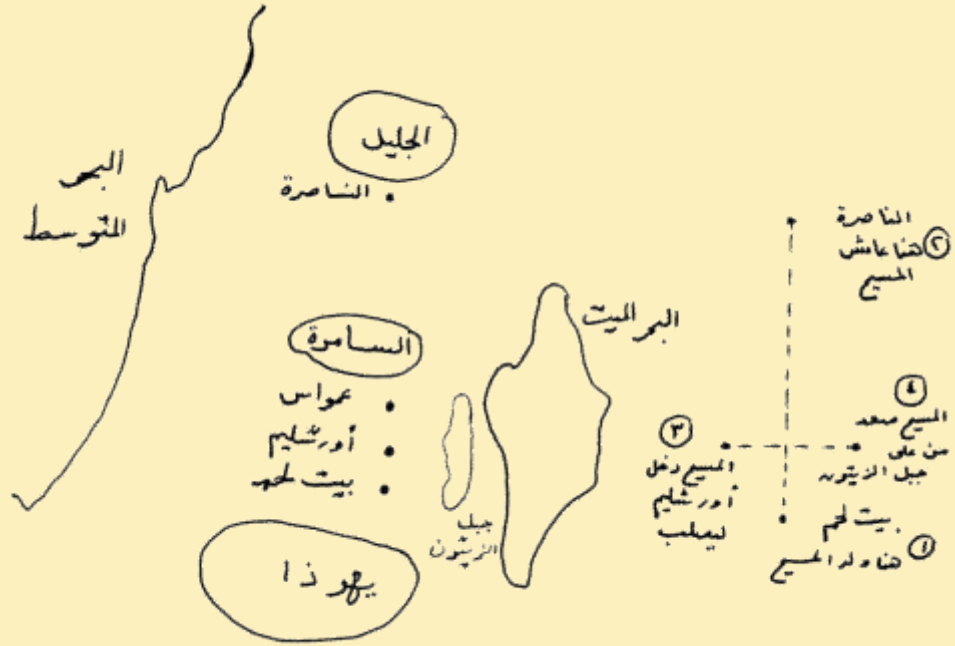 الجليل
الناصرة
البحر
المتوسط
السامرة
عمواس
أورشليم
بيت لحم
يهوذا
البحر الميت
جبل
الزيتون
الناصرة
٢ هنا عاش
المسيح
٤
المسيح صعد
من على
جبل الزيتون
٣
المسيح دخل
أورشليم
ليصلب
بيت لحم
١ هنا ولد المسيح